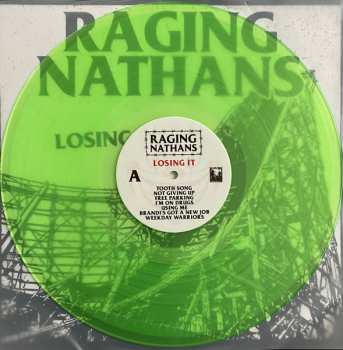 RAGING
NATHANS
LOSING
RAGING
NATHANS
LOSING IT
A
TOOTH SONG
NOT GIVING UP
TREE PARKING
I'M ON DRUGS
USING ME
BRANDI'S GOT A NEW JOB
WEEKDAY WARRIORS